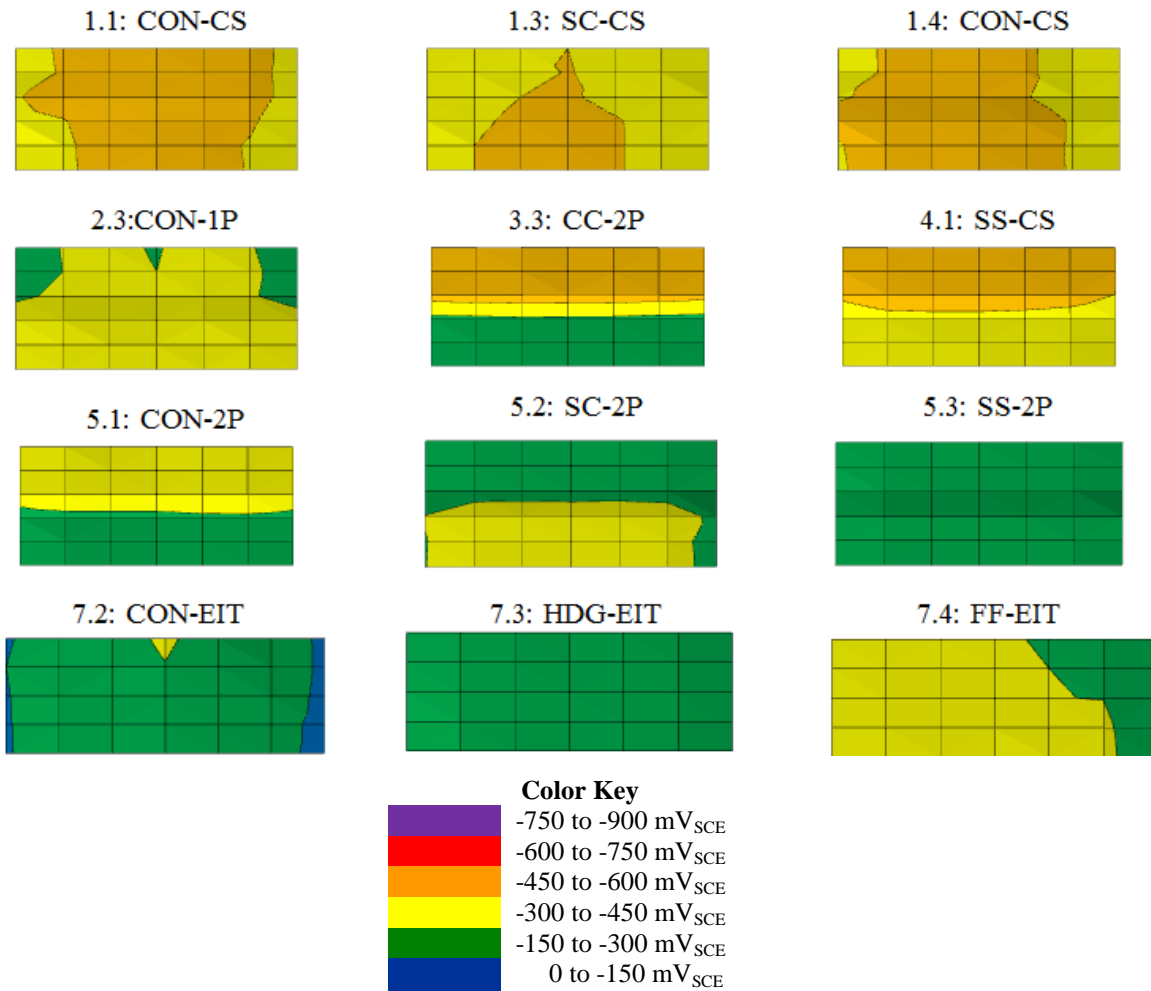 1.1: CON-CS
1.3: SC-CS
1.4: CON-CS
2.3:CON-1P
3.3: CC-2P
4.1: SS-CS
5.1: CON-2P
5.2: SC-2P
5.3: SS-2P
7.2: CON-EIT
7.3: HDG-EIT
7.4: FF-EIT
Color Key
-750 to -900 mVSCE
-600 to -750 mVSCE
-450 to -600 mVSCE
-300 to -450 mVSCE
-150 to -300 mVSCE
0 to -150 mVSCE